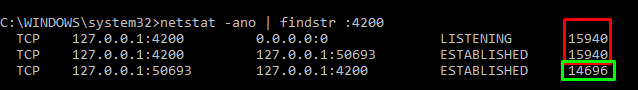 C:\WINDOWS\system32>netstat -ano | findstr :4200
TCP 127.0.0.1:4200 0.0.0.0:0 LISTENING 15940
TCP 127.0.0.1:4200 127.0.0.1:50693 ESTABLISHED 15940
TCP 127.0.0.1:50693 127.0.0.1:4200 ESTABLISHED 14696